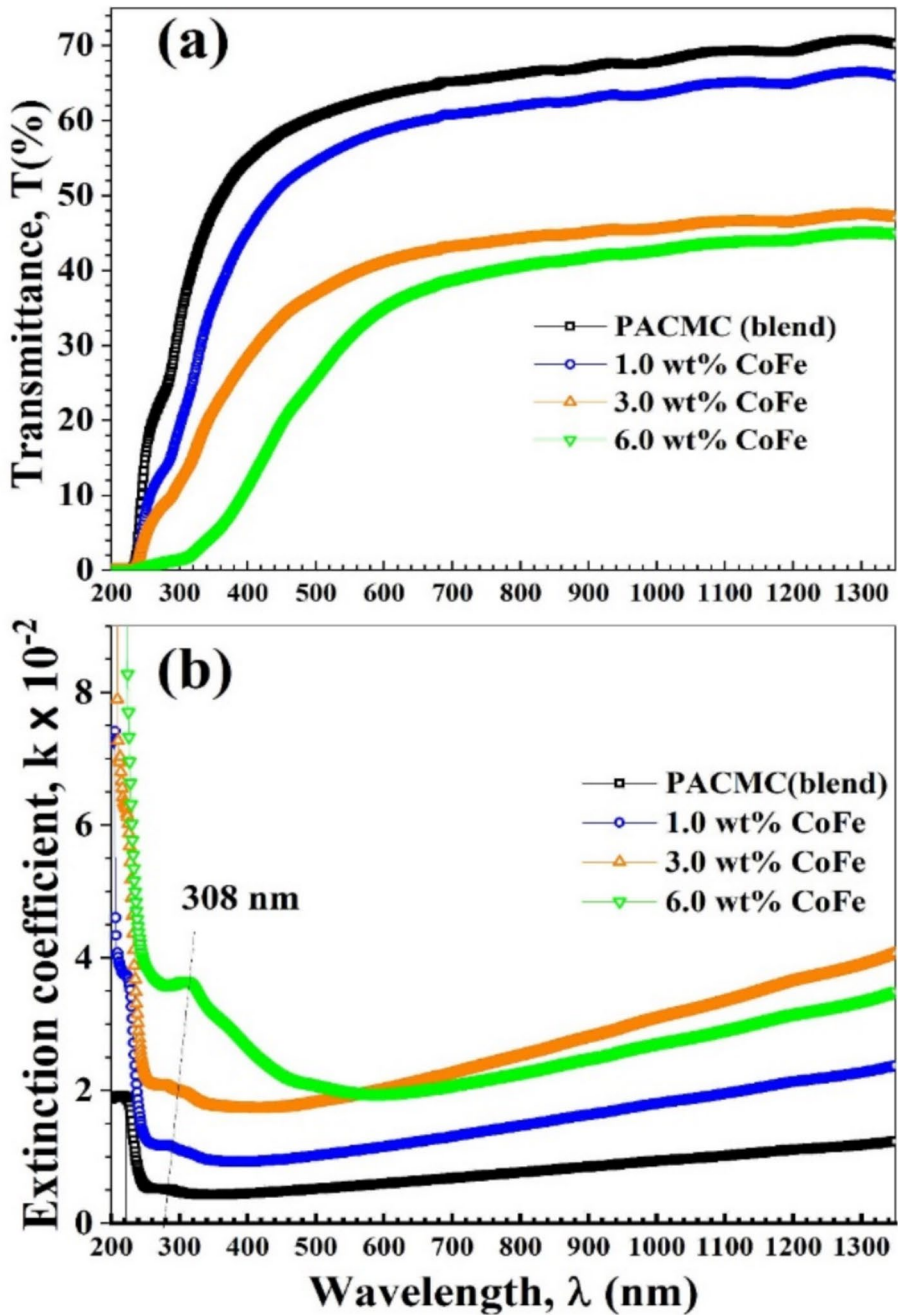 (a)
Transmittance, T(%)
70
60
50
40
30
20
10
0
PACMC (blend)
1.0 wt% CoFe
3.0 wt% CoFe
6.0 wt% CoFe
200 300 400 500 600 700 800 900 1000 1100 1200 1300
(b)
Extinction coefficient, k x 10⁻²
8
6
4
2
0
PACMC(blend)
1.0 wt% CoFe
3.0 wt% CoFe
6.0 wt% CoFe
308 nm
200 300 400 500 600 700 800 900 1000 1100 1200 1300
Wavelength, λ (nm)